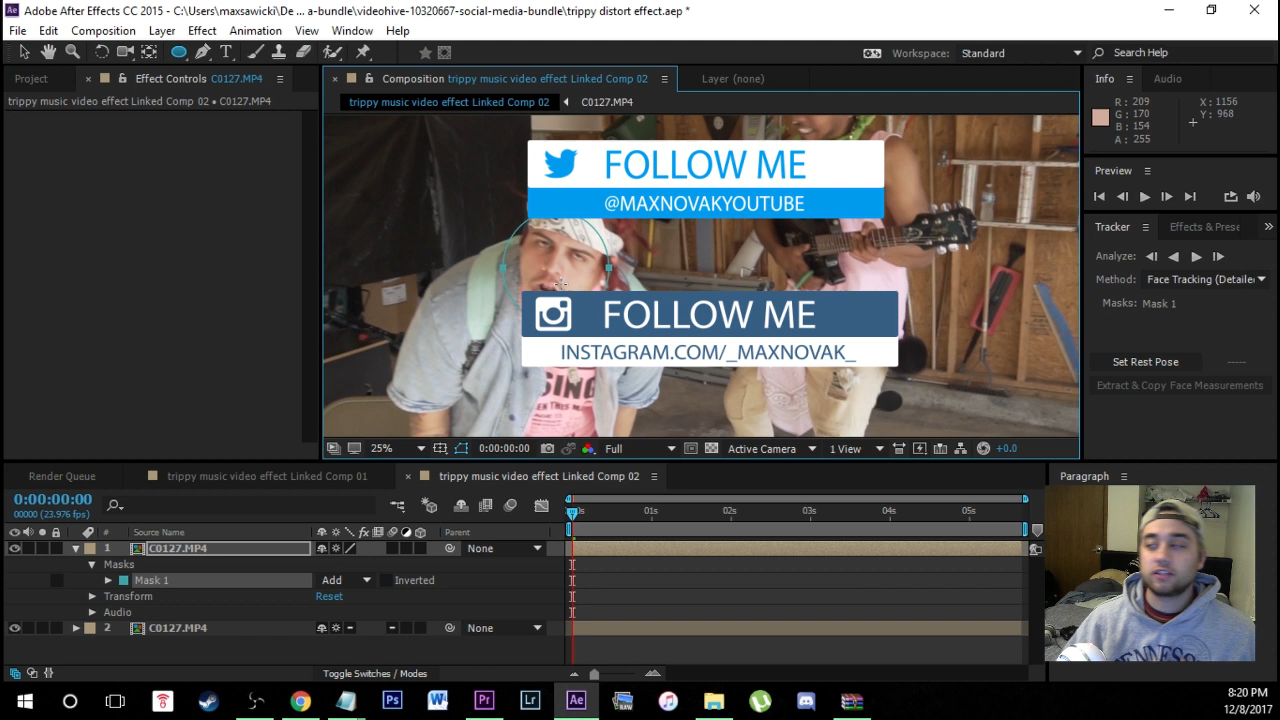 Ae Adobe After Effects CC 2015 - C:\Users\maxsawicki\De ... a-bundle\videohive-10320667-social-media-bundle\trippy distort effect.aep *
File Edit Composition Layer Effect Animation View Window Help
Workspace: Standard Search Help
Project Effect Controls C0127.MP4
Composition trippy music video effect Linked Comp 02 Layer (none)
Info Audio
trippy music video effect Linked Comp 02 • C0127.MP4
trippy music video effect Linked Comp 02 C0127.MP4
R: 209 X: 1156
G: 170 Y: 968
B: 154
A: 255
FOLLOW ME
@MAXNOVAKYOUTUBE
FOLLOW ME
INSTAGRAM.COM/_MAXNOVAK_
Preview
Tracker Effects & Prese
Analyze:
Method: Face Tracking (Detailed
Masks: Mask 1
Set Rest Pose -----
Extract & Copy Face Measurements
25% 0:00:00:00 Full Active Camera 1 View +0.0
Render Queue trippy music video effect Linked Comp 01 trippy music video effect Linked Comp 02
Paragraph
0:00:00:00
00000 (23.976 fps)
01s 02s 03s 04s 05s
# Source Name fx Parent
1 C0127.MP4 None
Masks
Mask 1 Add Inverted
Transform Reset
Audio
2 C0127.MP4 None
Toggle Switches / Modes
Ps W Pr Lr Ae RAW
8:20 PM
12/8/2017